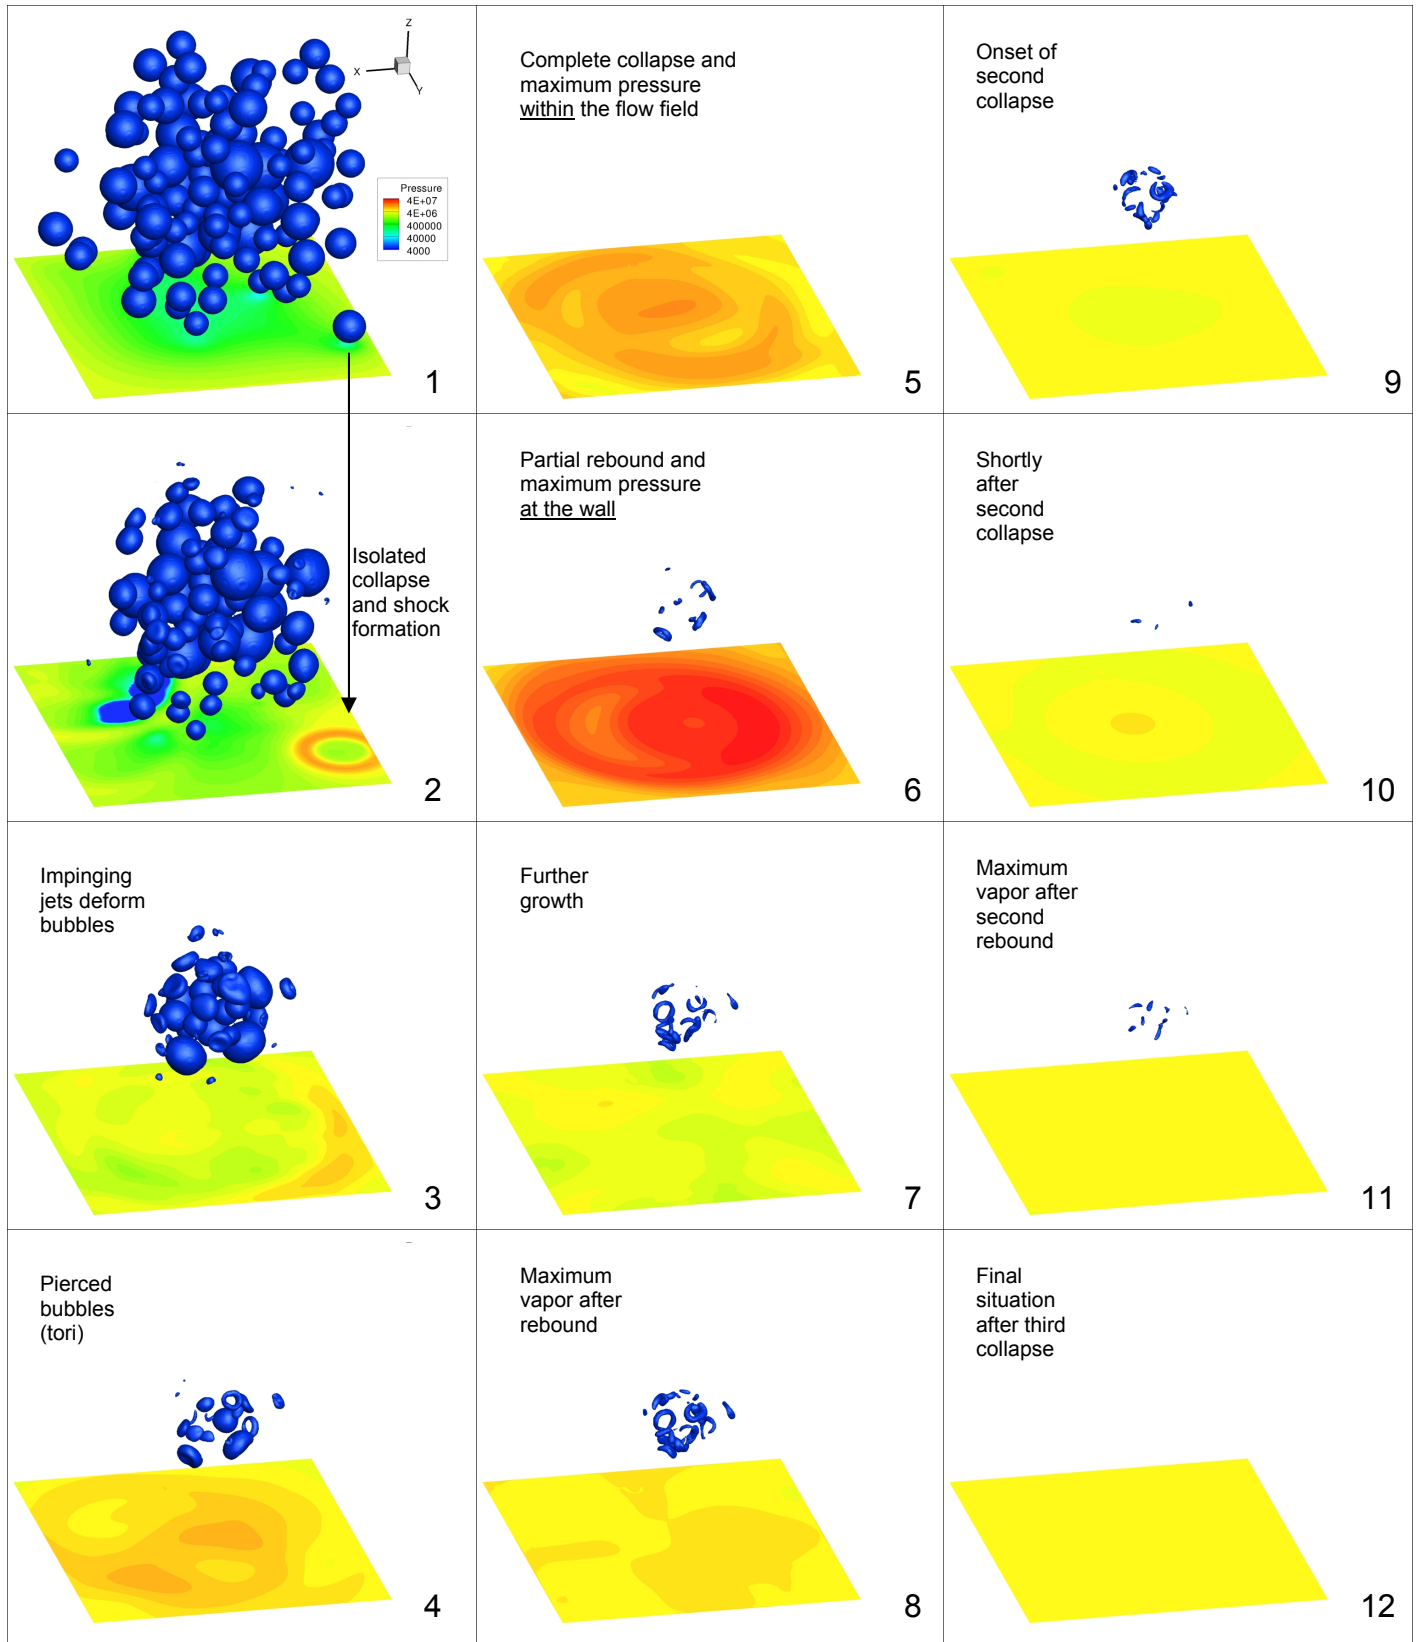 Z
X
Y
Pressure
4E+07
4E+06
400000
40000
4000
1
Isolated
collapse
and shock
formation
2
Impinging
jets deform
bubbles
3
Pierced
bubbles
(tori)
4
Complete collapse and
maximum pressure
within the flow field
5
Partial rebound and
maximum pressure
at the wall
6
Further
growth
7
Maximum
vapor after
rebound
8
Onset of
second
collapse
9
Shortly
after
second
collapse
10
Maximum
vapor after
second
rebound
11
Final
situation
after third
collapse
12